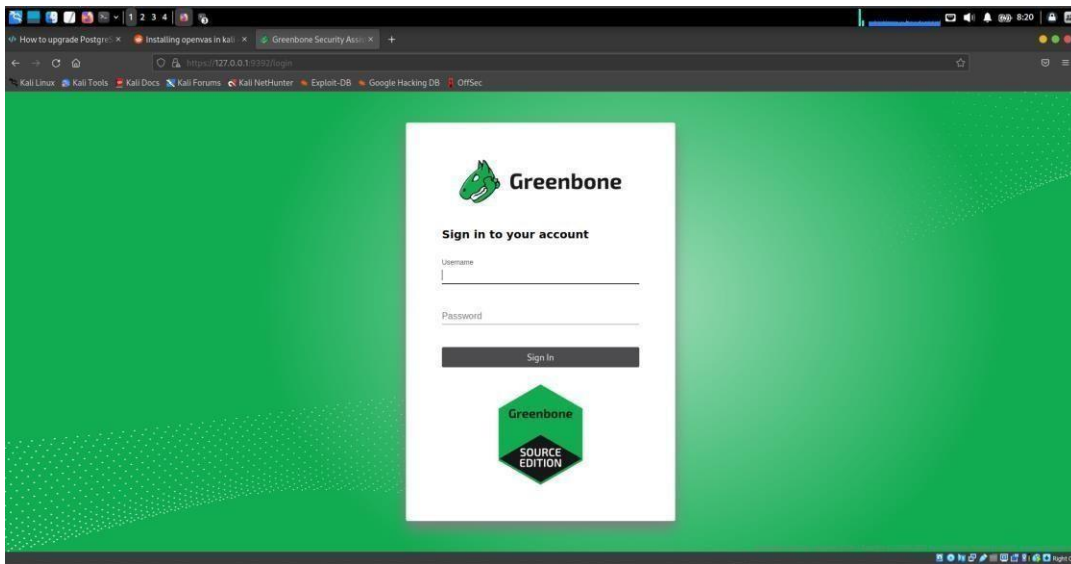 1 2 3 4 8:20
How to upgrade Postgre
Installing openvas in kali
Greenbone Security Assi
https://127.0.0.1:9392/login
Kali Linux Kali Tools Kali Docs Kali Forums Kali NetHunter Exploit-DB Google Hacking DB OffSec
Greenbone
Sign in to your account
Username
Password
Sign In
Greenbone
SOURCE
EDITION
Right C